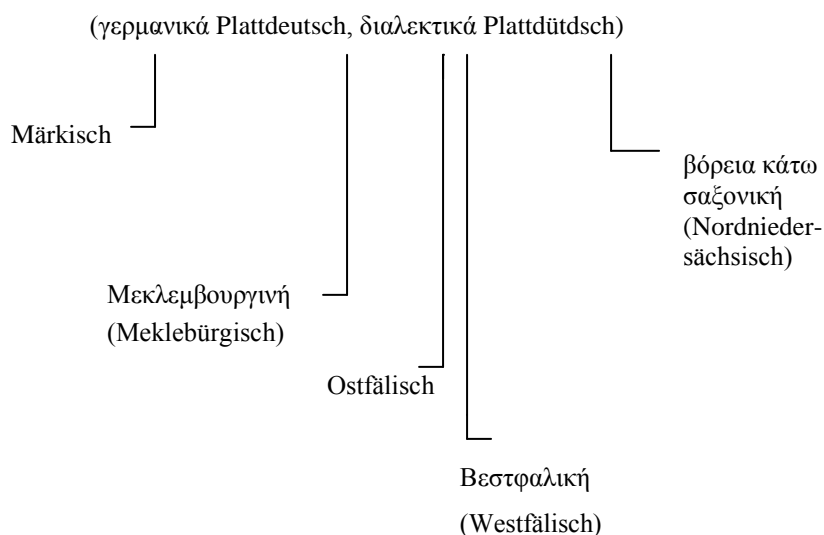 (γερμανικά Plattdeutsch, διαλεκτικά Plattdütdsch)
Märkisch
βόρεια κάτω
σαξονική
(Nordnieder-
sächsisch)
Μεκλεμβουργινή
(Meklebürgisch)
Ostfälisch
Βεστφαλική
(Westfälisch)